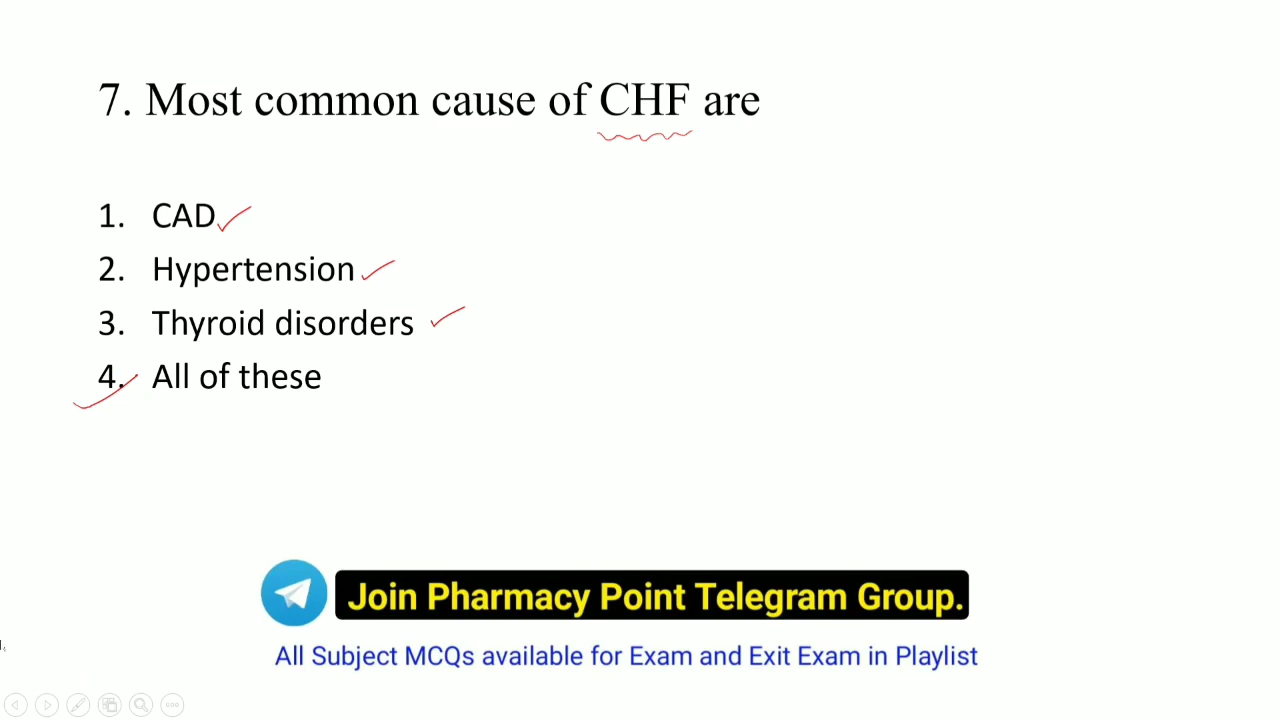 7. Most common cause of CHF are
1. CAD
2. Hypertension
3. Thyroid disorders
4. All of these
Join Pharmacy Point Telegram Group.
All Subject MCQs available for Exam and Exit Exam in Playlist